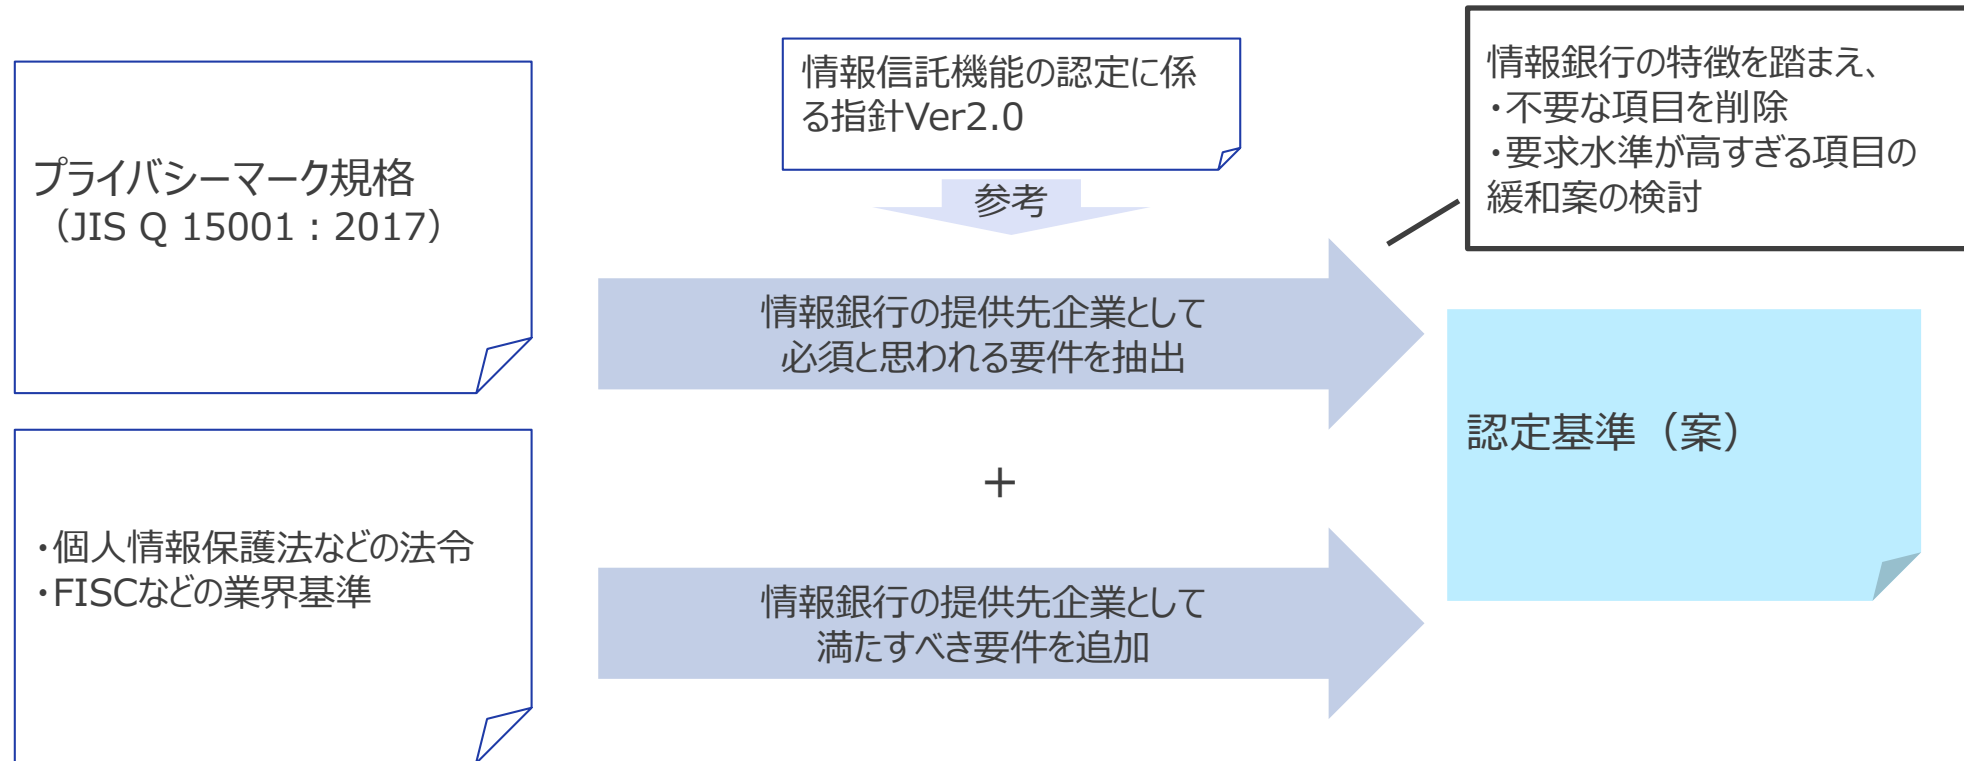 プライバシーマーク規格
（JIS Q 15001：2017）
・個人情報保護法などの法令
・FISCなどの業界基準
情報信託機能の認定に係
る指針Ver2.0
参考
情報銀行の提供先企業として
必須と思われる要件を抽出
＋
情報銀行の提供先企業として
満たすべき要件を追加
情報銀行の特徴を踏まえ、
・不要な項目を削除
・要求水準が高すぎる項目の
緩和案の検討
認定基準（案）